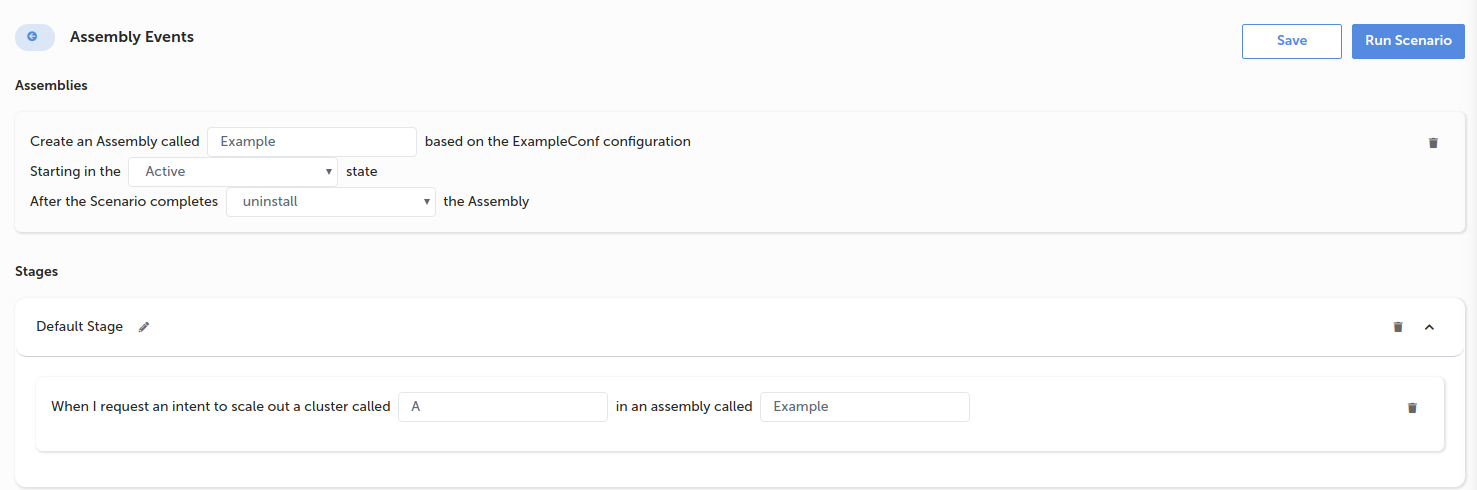 Assembly Events
Save
Run Scenario
Assemblies
Create an Assembly called Example based on the ExampleConf configuration
Starting in the Active state
After the Scenario completes uninstall the Assembly
Stages
Default Stage
When I request an intent to scale out a cluster called A in an assembly called Example